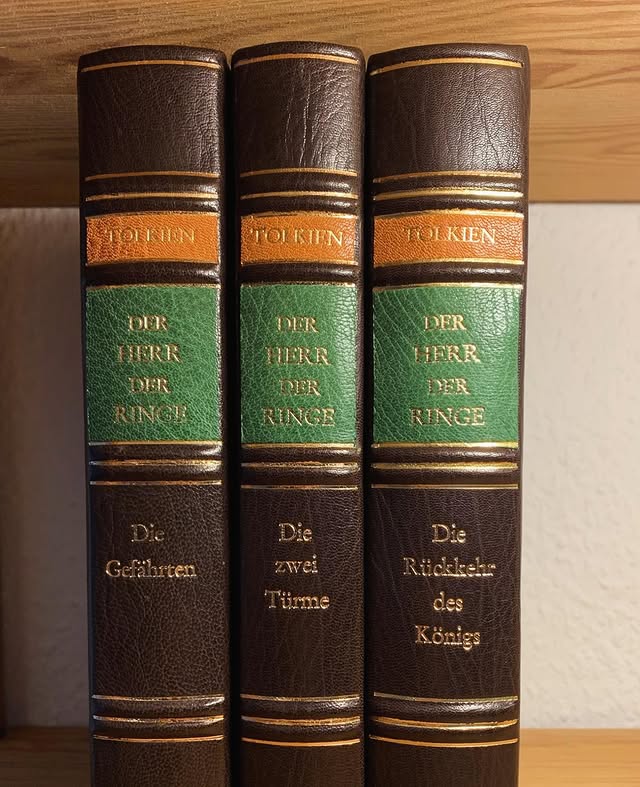 TOLKIEN
DER
HERR
DER
RINGE
Die
Gefährten
TOLKIEN
DER
HERR
DER
RINGE
Die
zwei
Türme
TOLKIEN
DER
HERR
DER
RINGE
Die
Rückkehr
des
Königs